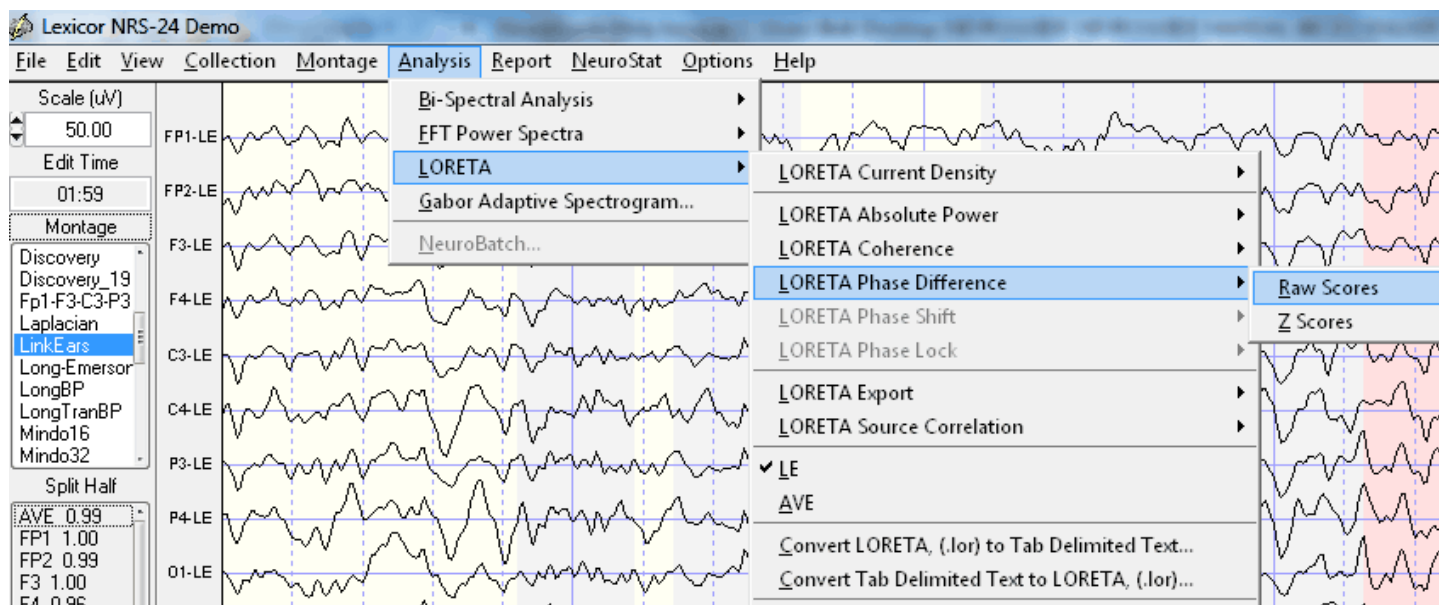 Lexicor NRS-24 Demo
File Edit View Collection Montage Analysis Report NeuroStat Options Help
Scale (uV)
50.00
Edit Time
01:59
Montage
Discovery
Discovery_19
Fp1-F3-C3-P3
Laplacian
LinkEars
Long-Emerson
LongBP
LongTranBP
Mindo16
Mindo32
Split Half
AVE 0.99
FP1 1.00
FP2 0.99
F3 1.00
F4 0.96
FP1-LE
FP2-LE
F3-LE
F4-LE
C3-LE
C4-LE
P3-LE
P4-LE
O1-LE
Bi-Spectral Analysis
FFT Power Spectra
LORETA
Gabor Adaptive Spectrogram...
NeuroBatch...
LORETA Current Density
LORETA Absolute Power
LORETA Coherence
LORETA Phase Difference
LORETA Phase Shift
LORETA Phase Lock
LORETA Export
LORETA Source Correlation
LE
AVE
Convert LORETA, (.lor) to Tab Delimited Text...
Convert Tab Delimited Text to LORETA, (.lor)...
Raw Scores
Z Scores